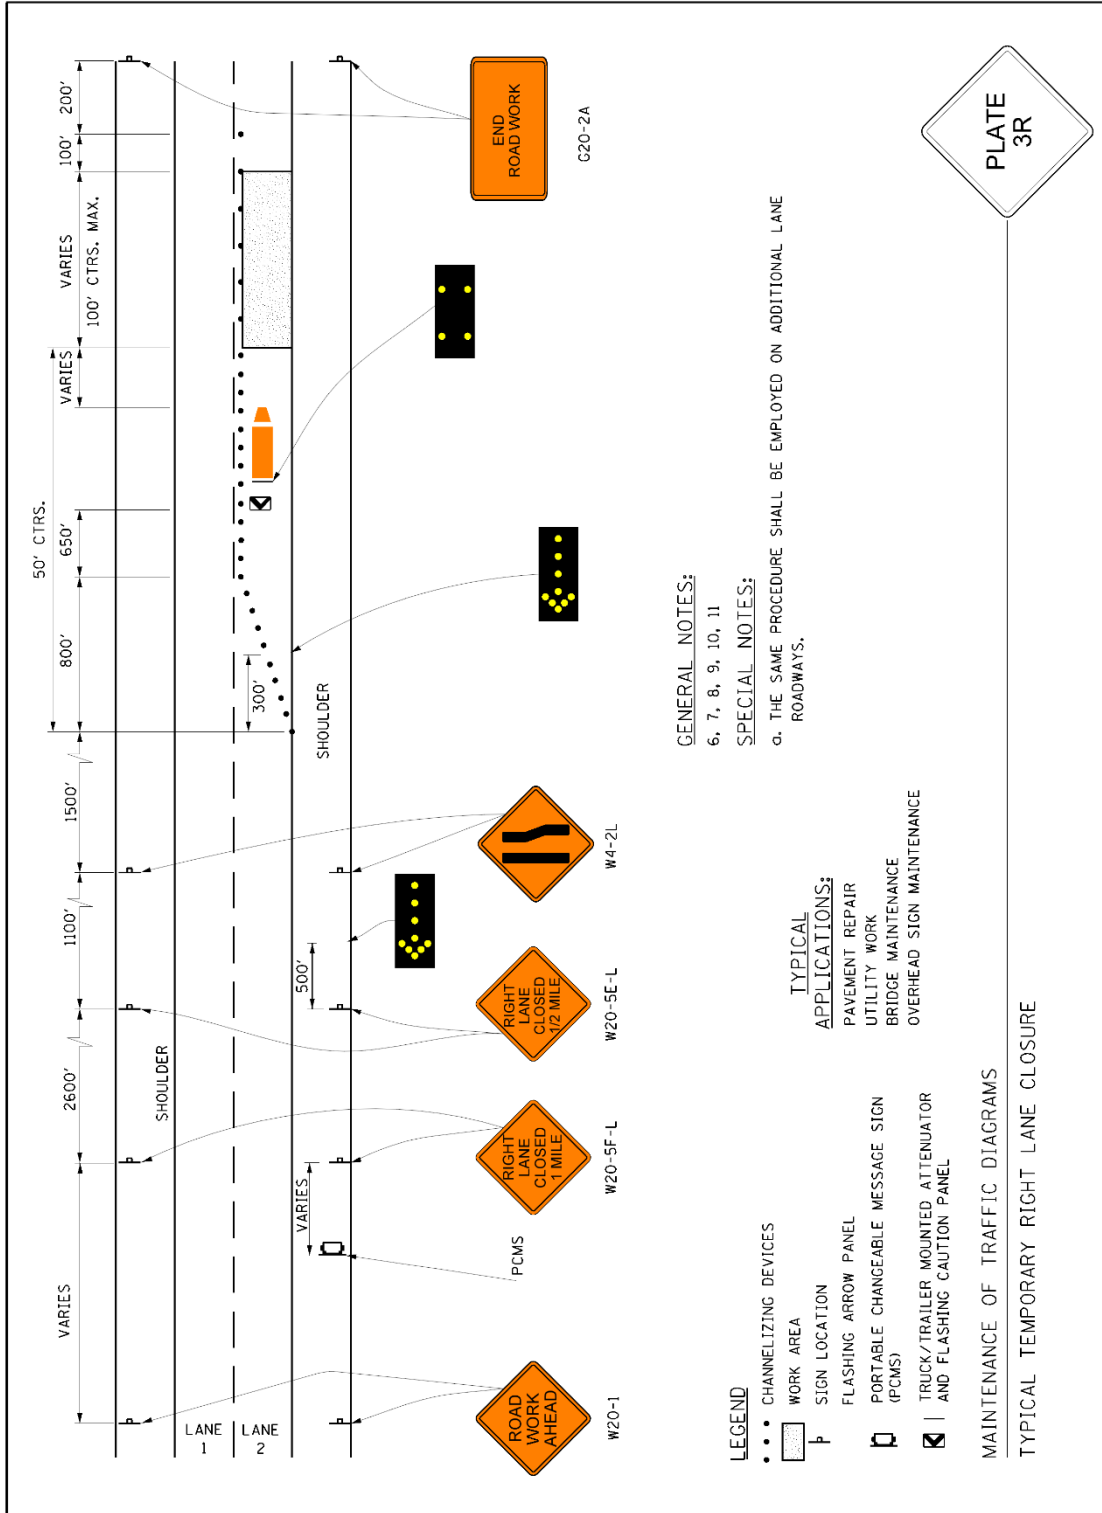 VARIES
2600'
1100'
1500'
800'
650'
50' CTRS.
VARIES
VARIES
100' CTRS. MAX.
100'
200'
300'
500'
VARIES
SHOULDER
SHOULDER
LANE
1
LANE
2
PCMS
ROAD
WORK
AHEAD
W20-1
RIGHT
LANE
CLOSED
1 MILE
W20-5F-L
RIGHT
LANE
CLOSED
1/2 MILE
W20-5E-L
W4-2L
END
ROAD WORK
G20-2A
LEGEND
CHANNELIZING DEVICES
WORK AREA
SIGN LOCATION
FLASHING ARROW PANEL
PORTABLE CHANGEABLE MESSAGE SIGN
(PCMS)
TRUCK/TRAILER MOUNTED ATTENUATOR
AND FLASHING CAUTION PANEL
TYPICAL
APPLICATIONS:
PAVEMENT REPAIR
UTILITY WORK
BRIDGE MAINTENANCE
OVERHEAD SIGN MAINTENANCE
GENERAL NOTES:
6, 7, 8, 9, 10, 11
SPECIAL NOTES:
a. THE SAME PROCEDURE SHALL BE EMPLOYED ON ADDITIONAL LANE
ROADWAYS.
MAINTENANCE OF TRAFFIC DIAGRAMS
TYPICAL TEMPORARY RIGHT LANE CLOSURE
PLATE
3R